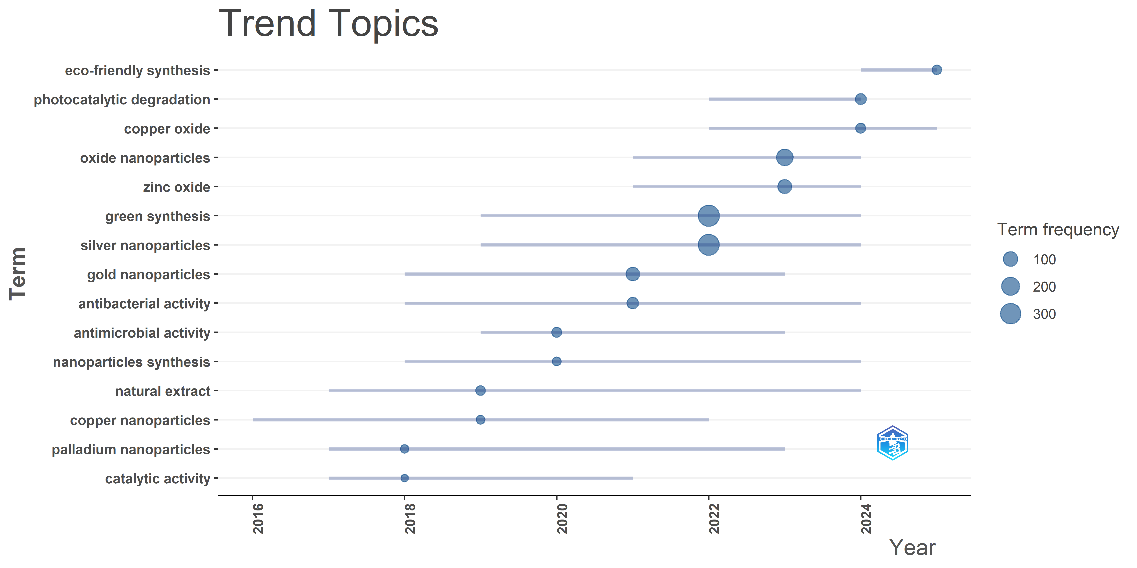 Trend Topics
eco-friendly synthesis
photocatalytic degradation
copper oxide
oxide nanoparticles
zinc oxide
green synthesis
silver nanoparticles
gold nanoparticles
antibacterial activity
antimicrobial activity
nanoparticles synthesis
natural extract
copper nanoparticles
palladium nanoparticles
catalytic activity
Term
2016
2018
2020
2022
2024
Year
Term frequency
100
200
300